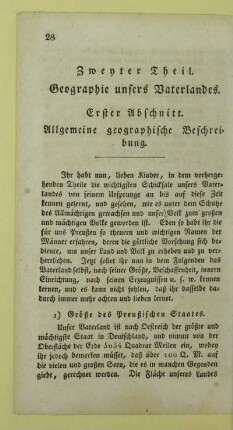 28
Zweyter Theil.
Geographie unsers Vaterlandes.
Erster Abschnitt.
Allgemeine geographische Beschrei-
bung.
Ihr habt nun, lieben Kinder, in dem vorherge-
henden Theile die wichtigsten Schicksale unsers Vater-
landes von seinem Ursprung an bis auf diese Zeit
kennen gelernt, und gesehen, wie es unter dem Schutz
des Allmächtigen gewachsen und unser Volk zum großen
und mächtigen Volke geworden ist. Eben so habt ihr die
für uns Preußen so theuren und wichtigen Namen der
Männer erfahren, deren die göttliche Vorsehung sich be-
diente, um unser Land und Volk zu erheben und zu ver-
herrlichen. Jetzt sollet ihr nun in dem Folgenden das
Vaterland selbst, nach seiner Größe, Beschaffenheit, innern
Einrichtung, nach seinen Erzeugnissen u. s. w. kennen
lernen, und es kann nicht fehlen, daß ihr dasselbe da-
durch immer mehr achten und lieben lernet.
1) Größe des Preußischen Staates.
Unser Vaterland ist nach Oestreich der größte und
mächtigste Staat in Deutschland, und nimmt von der
Oberfläche der Erde 5054 Quadrat Meilen ein, wobey
ihr jedoch bemerken müsset, daß über 100 Q. M. auf
die vielen und großen Seen, die es in manchen Gegenden
giebt, gerechnet werden. Die Fläche unsers Landes